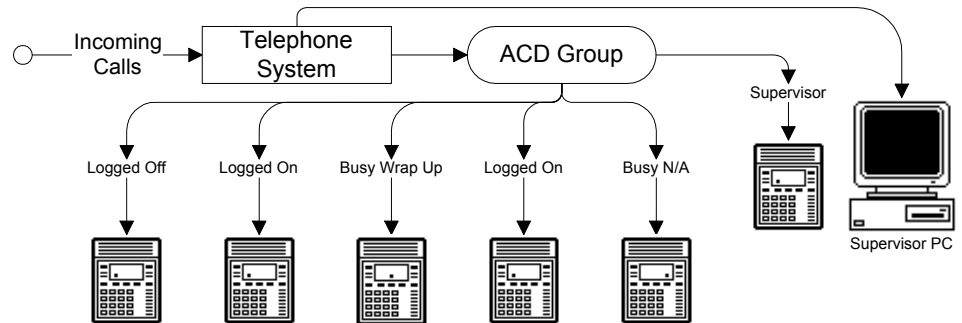 Incoming
Calls
Telephone
System
ACD Group
Supervisor
Logged Off
Logged On
Busy Wrap Up
Logged On
Busy N/A
Supervisor PC